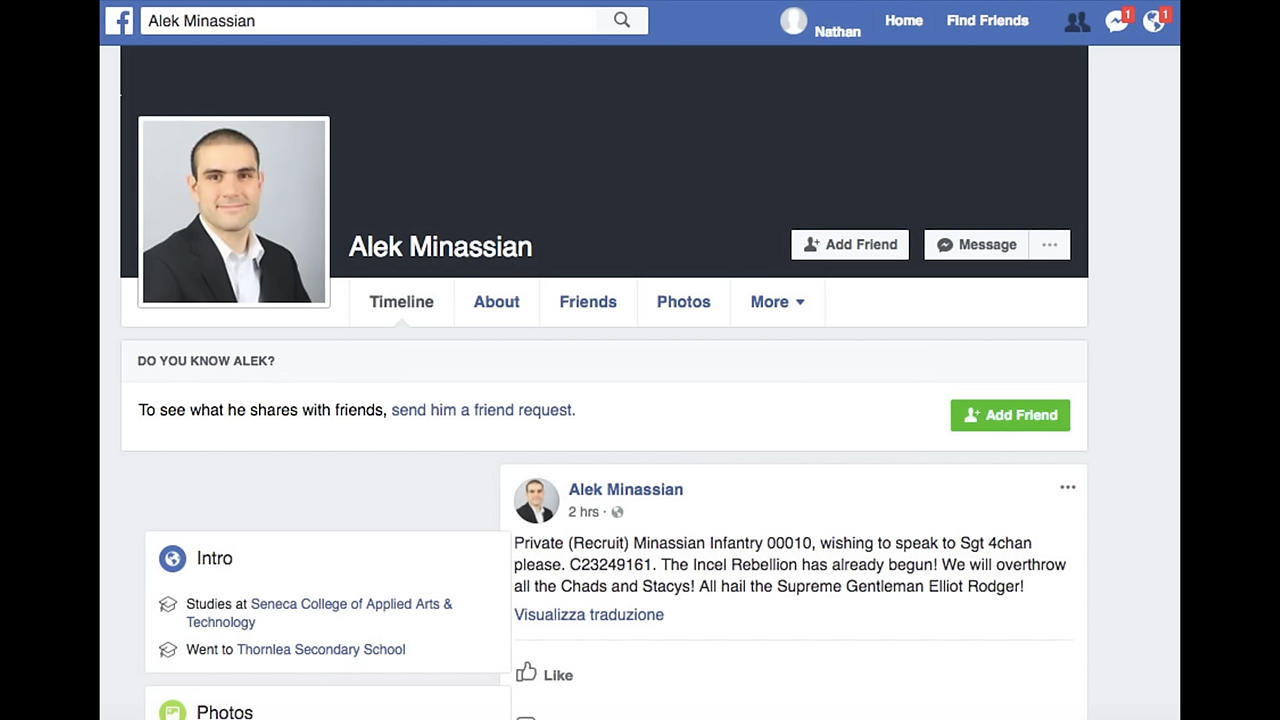 f
Alek Minassian
Nathan
Home
Find Friends
1
1
Alek Minassian
Add Friend
Message
Timeline
About
Friends
Photos
More
DO YOU KNOW ALEK?
To see what he shares with friends, send him a friend request.
Add Friend
Alek Minassian
2 hrs ·
Private (Recruit) Minassian Infantry 00010, wishing to speak to Sgt 4chan
please. C23249161. The Incel Rebellion has already begun! We will overthrow
all the Chads and Stacys! All hail the Supreme Gentleman Elliot Rodger!
Visualizza traduzione
Like
Intro
Studies at Seneca College of Applied Arts &
Technology
Went to Thornlea Secondary School
Photos